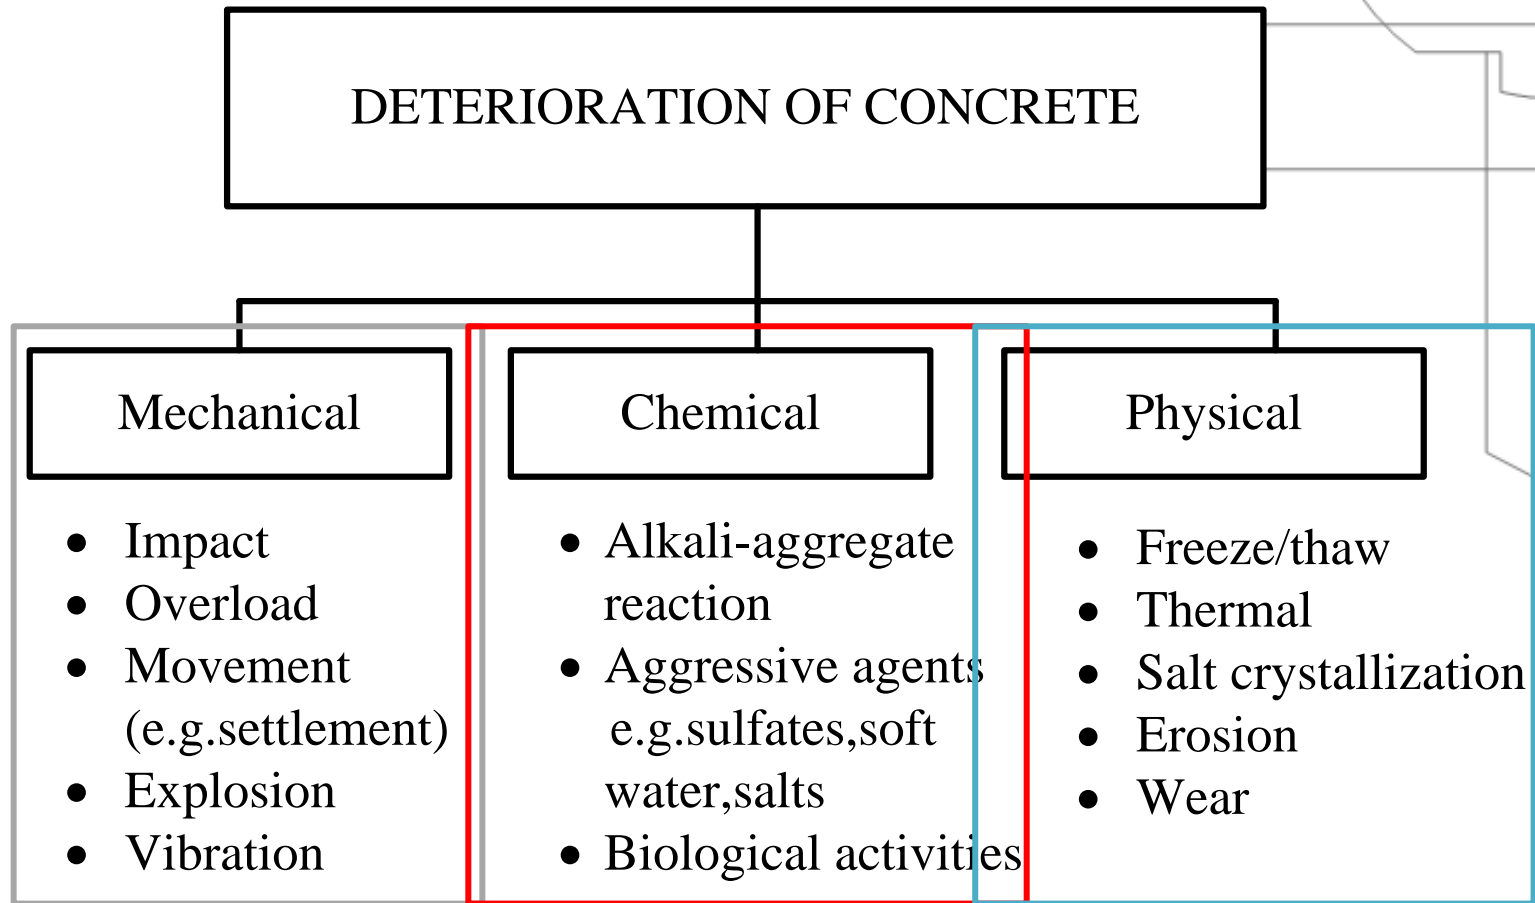 DETERIORATION OF CONCRETE
Mechanical
• Impact
• Overload
• Movement
(e.g.settlement)
• Explosion
• Vibration
Chemical
• Alkali-aggregate
reaction
• Aggressive agents
e.g.sulfates,soft
water,salts
• Biological activities
Physical
• Freeze/thaw
• Thermal
• Salt crystallization
• Erosion
• Wear